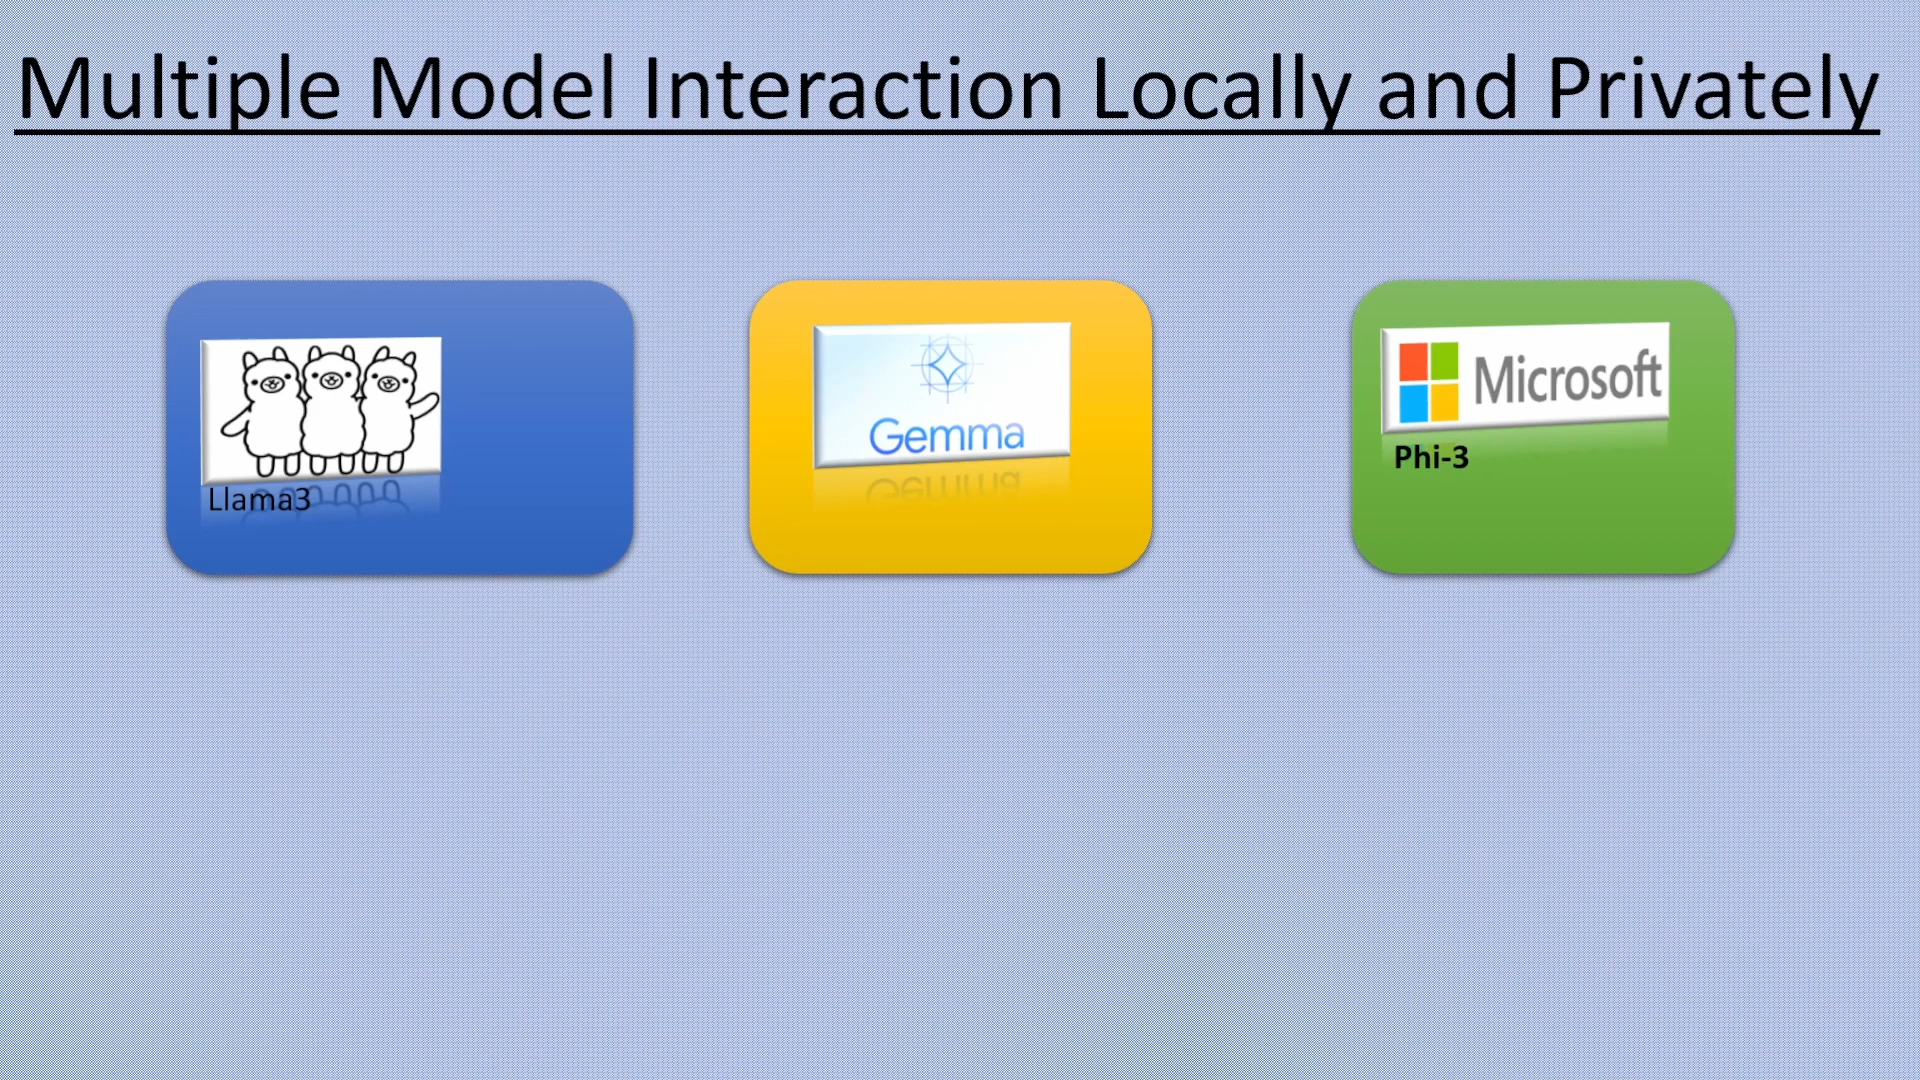 Multiple Model Interaction Locally and Privately
Llama3
Gemma
Microsoft
Phi-3